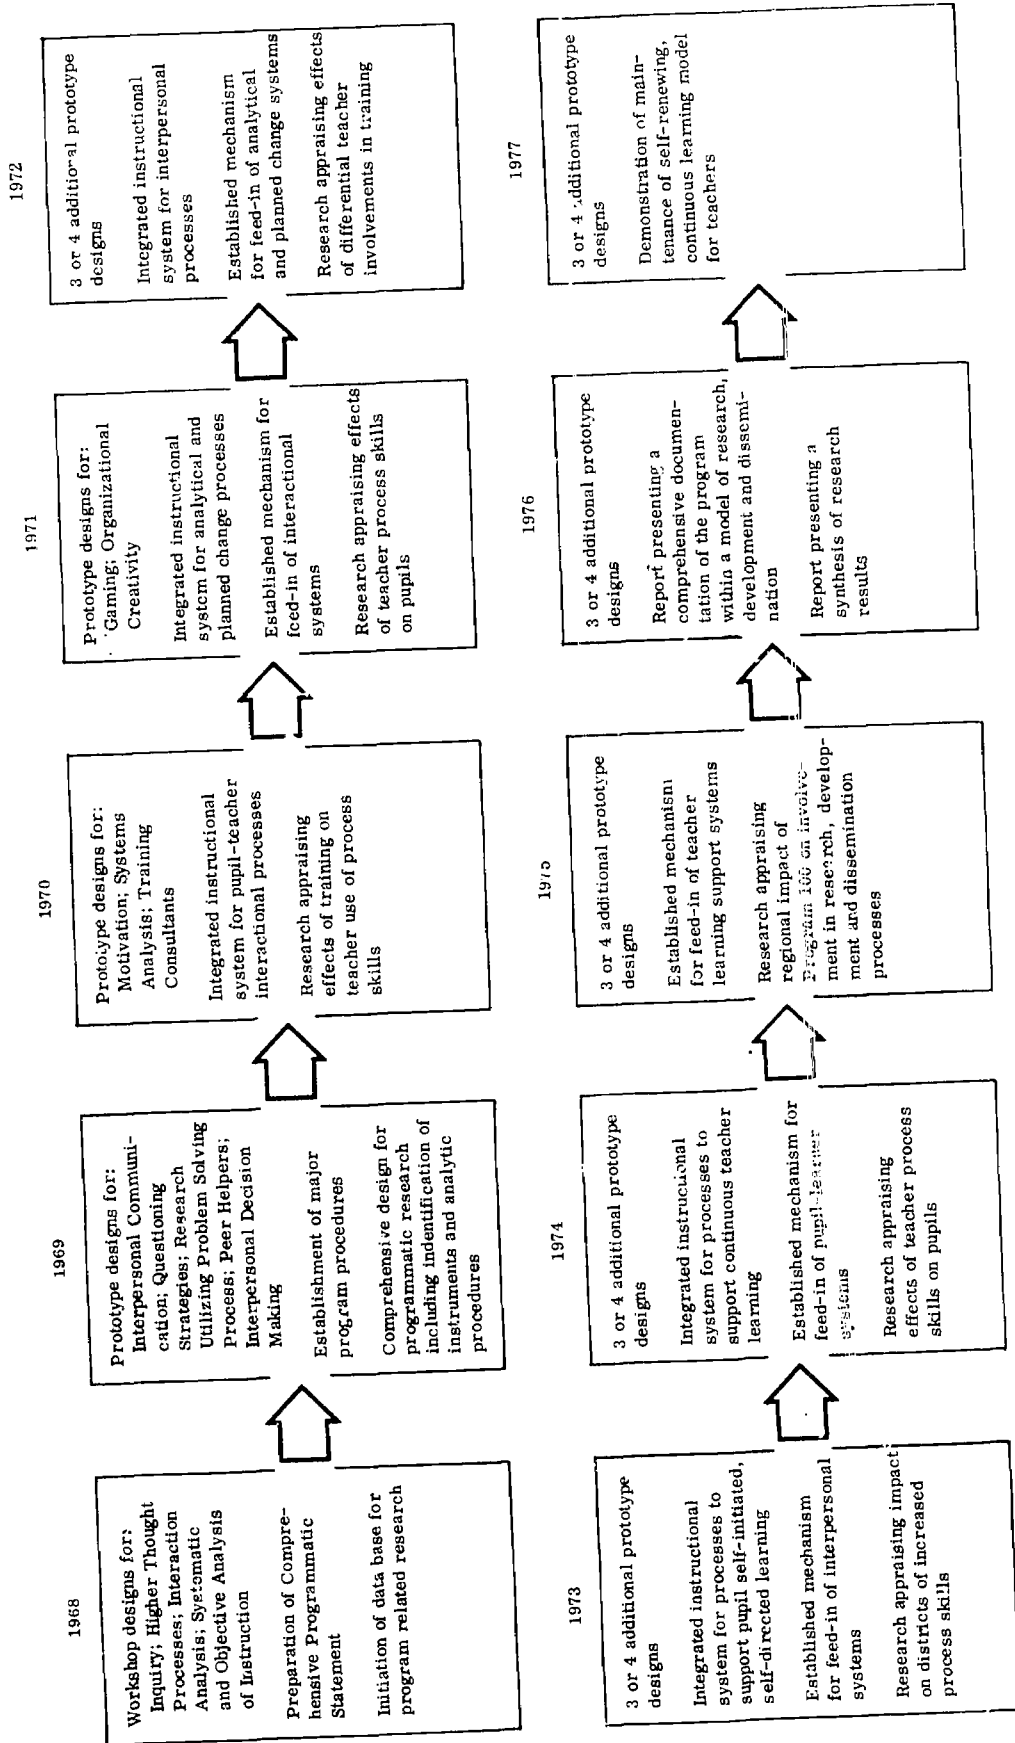 1968
Workshop designs for:
Inquiry; Higher Thought
Processes; Interaction
Analysis; Systematic
and Objective Analysis
of Instruction
Preparation of Compre-
hensive Programmatic
Statement
Initiation of data base for
program related research
1969
Prototype designs for:
Interpersonal Communi-
cation; Questioning
Strategies; Research
Utilizing Problem Solving
Process; Peer Helpers;
Interpersonal Decision
Making
Establishment of major
program procedures
Comprehensive design for
programmatic research
including indentification of
instruments and analytic
procedures
1970
Prototype designs for:
Motivation; Systems
Analysis; Training
Consultants
Integrated instructional
system for pupil-teacher
interactional processes
Research appraising
effects of training on
teacher use of process
skills
1971
Prototype designs for:
Gaming; Organizational
Creativity
Integrated instructional
system for analytical and
planned change processes
Established mechanism for
feed-in of interactional
systems
Research appraising effects
of teacher process skills
on pupils
1972
3 or 4 additional prototype
designs
Integrated instructional
system for interpersonal
processes
Established mechanism
for feed-in of analytical
and planned change systems
Research appraising effects
of differential teacher
involvements in training
1973
3 or 4 additional prototype
designs
Integrated instructional
system for processes to
support pupil self-initiated,
self-directed learning
Established mechanism
for feed-in of interpersonal
systems
Research appraising impact
on districts of increased
process skills
1974
3 or 4 additional prototype
designs
Integrated instructional
system for processes to
support continuous teacher
learning
Established mechanism for
feed-in of pupil-learner
systems
Research appraising
effects of teacher process
skills on pupils
1975
3 or 4 additional prototype
designs
Established mechanism
for feed-in of teacher
learning support systems
Research appraising
regional impact of
Program 100 on involve-
ment in research, develop-
ment and dissemination
processes
1976
3 or 4 additional prototype
designs
Report presenting a
comprehensive documen-
tation of the program
within a model of research,
development and dissemi-
nation
Report presenting a
synthesis of research
results
1977
3 or 4 additional prototype
designs
Demonstration of main-
tenance of self-renewing,
continuous learning model
for teachers